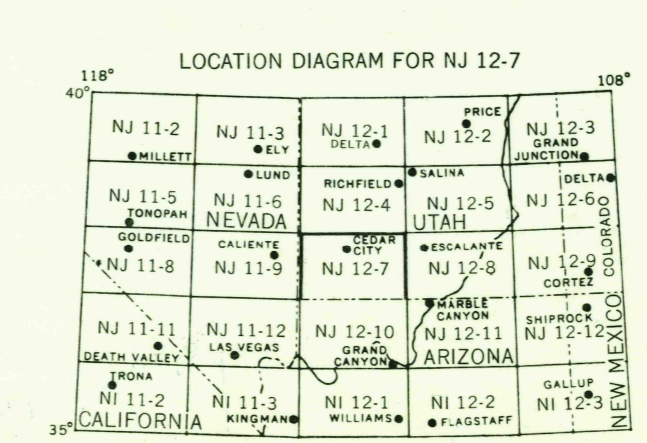 LOCATION DIAGRAM FOR NJ 12-7
118°
108°
40°
NJ 11-2
MILLETT
NJ 11-3
ELY
NJ 12-1
DELTA
PRICE
NJ 12-2
NJ 12-3
GRAND
JUNCTION
NJ 11-5
TONOPAH
LUND
NJ 11-6
NEVADA
RICHFIELD
NJ 12-4
SALINA
NJ 12-5
UTAH
DELTA
NJ 12-6
COLORADO
GOLDFIELD
NJ 11-8
CALIENTE
NJ 11-9
CEDAR
CITY
NJ 12-7
ESCALANTE
NJ 12-8
NJ 12-9
CORTEZ
NJ 11-11
DEATH VALLEY
NJ 11-12
LAS VEGAS
NJ 12-10
GRAND
CANYON
MARBLE
CANYON
NJ 12-11
ARIZONA
SHIPROCK
NJ 12-12
NEW MEXICO
TRONA
NI 11-2
CALIFORNIA
NI 11-3
KINGMAN
NI 12-1
WILLIAMS
NI 12-2
FLAGSTAFF
GALLUP
NI 12-3
35°